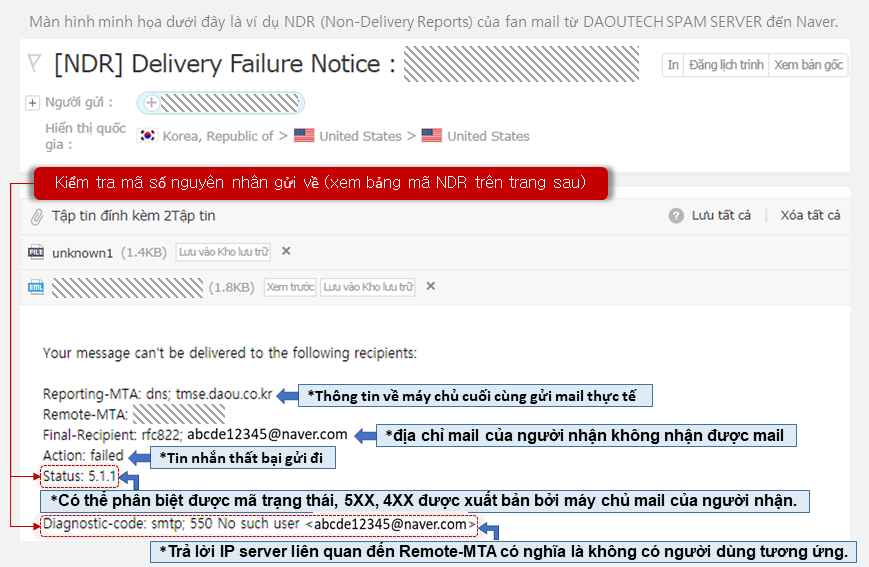 Màn hình minh họa dưới đây là ví dụ NDR (Non-Delivery Reports) của fan mail từ DAOUTECH SPAM SERVER đến Naver.
[NDR] Delivery Failure Notice :
In Đăng lịch trình Xem bản gốc
Người gửi :
Hiển thị quốc gia : Korea, Republic of > United States > United States
Kiểm tra mã số nguyên nhân gửi về (xem bảng mã NDR trên trang sau)
Tập tin đính kèm 2Tập tin Lưu tất cả Xóa tất cả
unknown1 (1.4KB) Lưu vào Kho lưu trữ ×
(1.8KB) Xem trước Lưu vào Kho lưu trữ ×
Your message can't be delivered to the following recipients:
Reporting-MTA: dns; tmse.daou.co.kr *Thông tin về máy chủ cuối cùng gửi mail thực tế
Remote-MTA:
Final-Recipient: rfc822; abcde12345@naver.com *địa chỉ mail của người nhận không nhận được mail
Action: failed *Tin nhắn thất bại gửi đi
Status: 5.1.1
*Có thể phân biệt được mã trạng thái, 5XX, 4XX được xuất bản bởi máy chủ mail của người nhận.
Diagnostic-code: smtp; 550 No such user <abcde12345@naver.com>
*Trả lời IP server liên quan đến Remote-MTA có nghĩa là không có người dùng tương ứng.